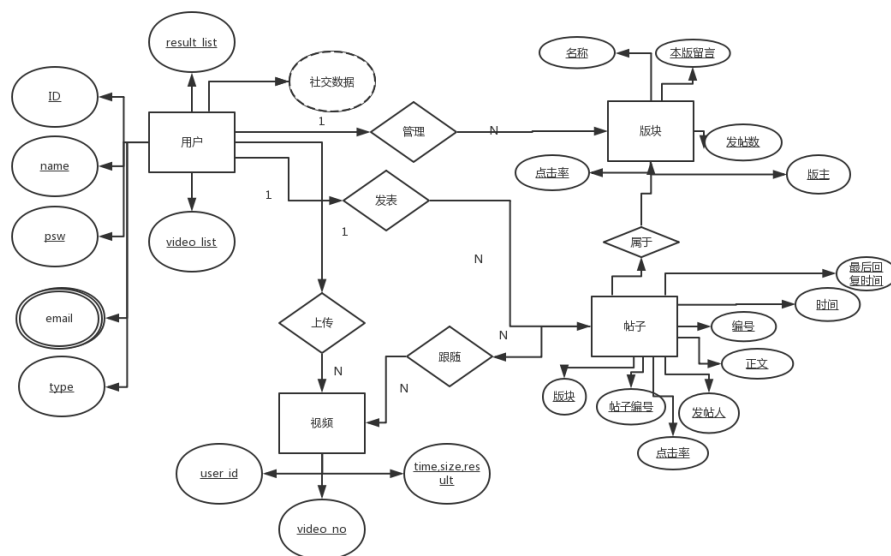 result_list
社交数据
名称
本版留言
ID
用户
1
管理
N
版块
发帖数
name
点击率
版主
1
发表
psw
video_list
1
属于
N
最后回
复时间
email
上传
帖子
时间
编号
N
跟随
正文
type
N
N
版块
帖子编号
发帖人
视频
点击率
user_id
time,size,res
ult
video_no